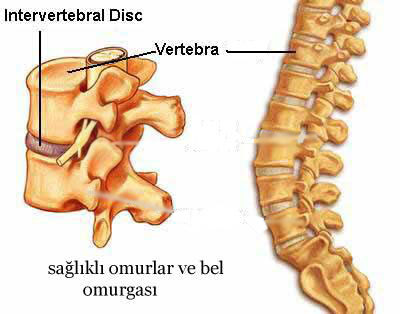 Intervertebral Disc
Vertebra
sağlıklı omurlar ve bel
omurgası